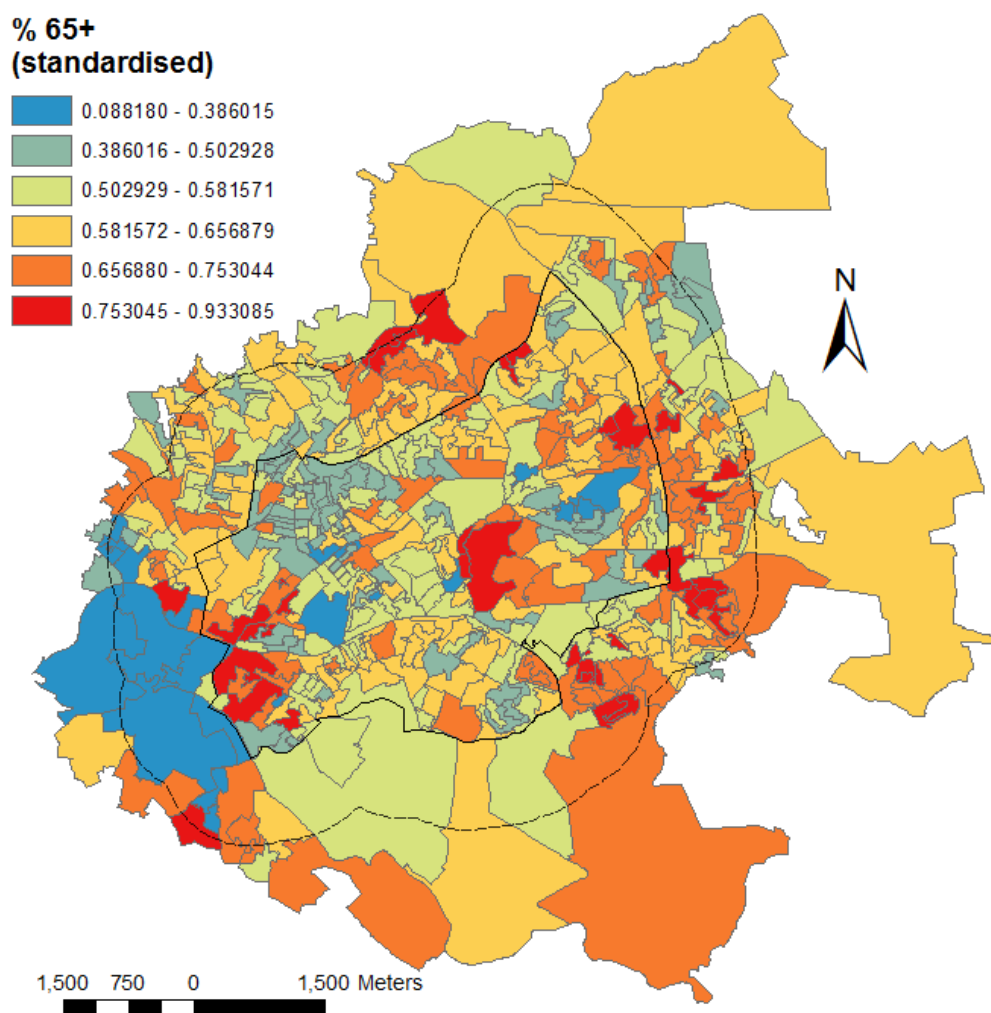 % 65+
(standardised)
0.088180 - 0.386015
0.386016 - 0.502928
0.502929 - 0.581571
0.581572 - 0.656879
0.656880 - 0.753044
0.753045 - 0.933085
N
1,500 750 0 1,500 Meters